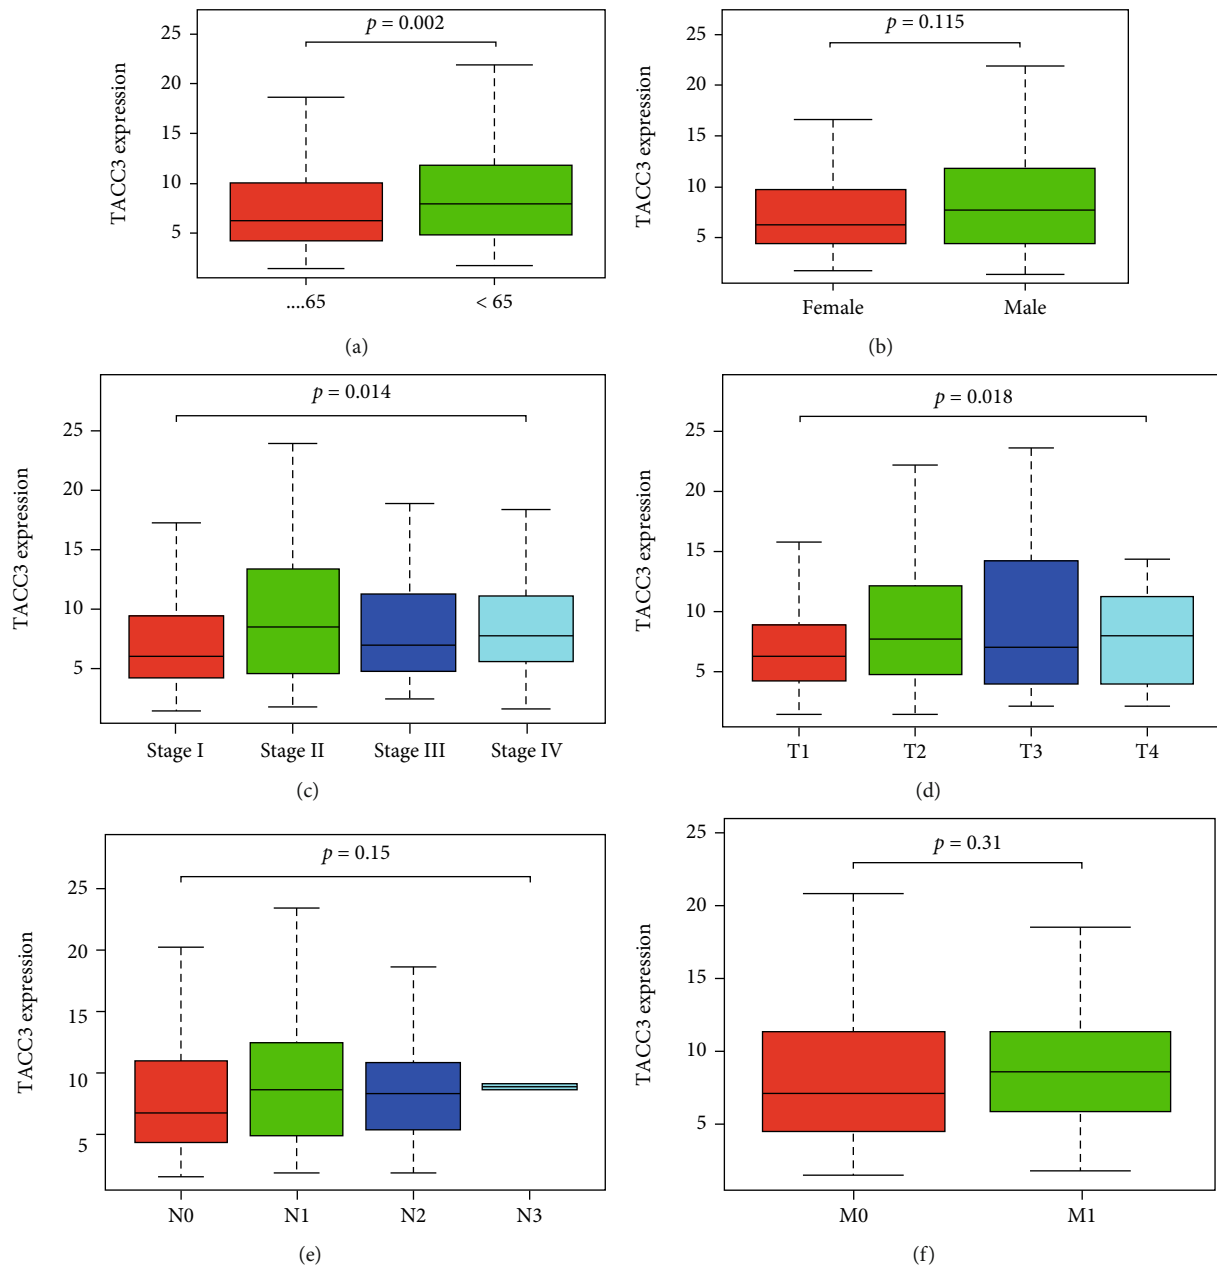 p = 0.002
TACC3 expression
25
20
15
10
5
....65
< 65
(a)
p = 0.115
TACC3 expression
25
20
15
10
5
Female
Male
(b)
p = 0.014
TACC3 expression
25
20
15
10
5
Stage I
Stage II
Stage III
Stage IV
(c)
p = 0.018
TACC3 expression
25
20
15
10
5
T1
T2
T3
T4
(d)
p = 0.15
TACC3 expression
25
20
15
10
5
N0
N1
N2
N3
(e)
p = 0.31
TACC3 expression
25
20
15
10
5
M0
M1
(f)